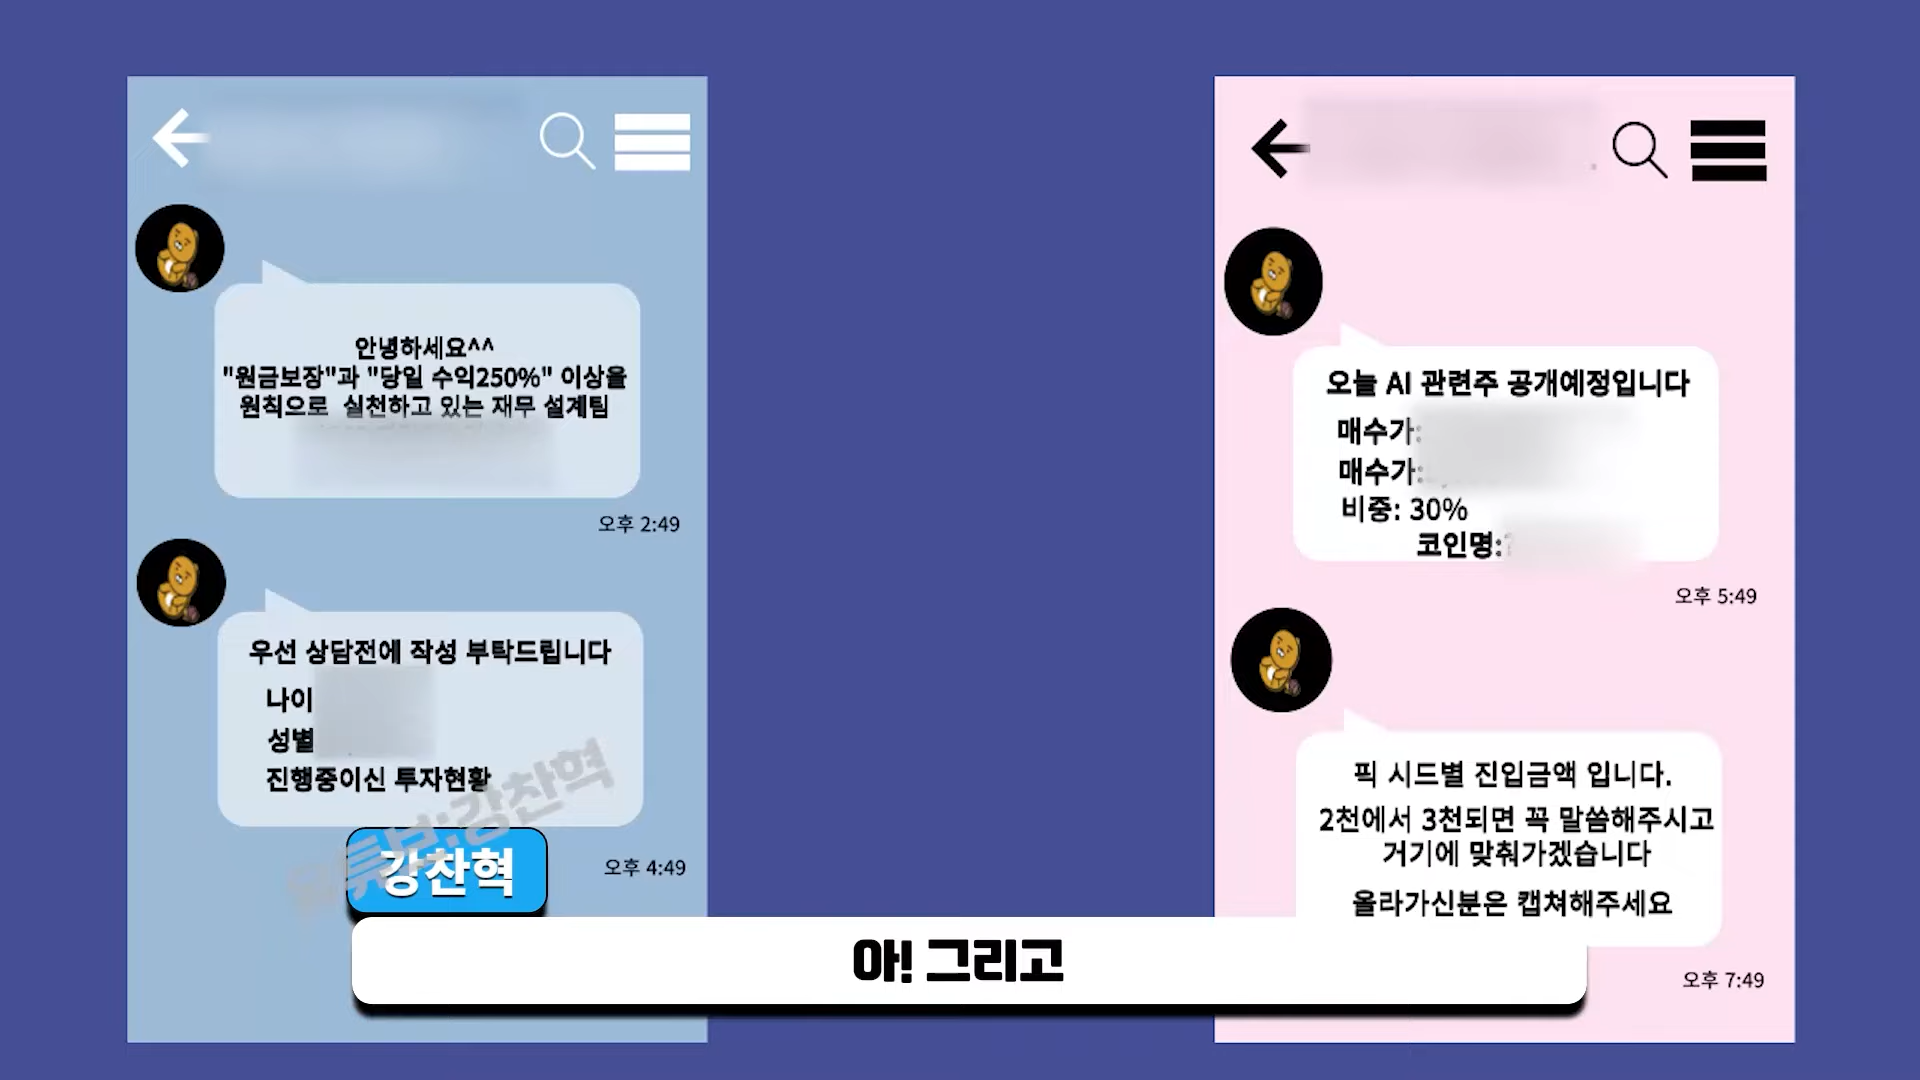 안녕하세요^^
"원금보장"과 "당일 수익250%" 이상을
원칙으로 실천하고 있는 재무 설계팀
오후 2:49
우선 상담전에 작성 부탁드립니다
나이
성별
진행중이신 투자현황
오후 4:49
유튜브:강찬혁
강찬혁
아! 그리고
오늘 AI 관련주 공개예정입니다
매수가:
매수가:
비중: 30%
코인명:
오후 5:49
픽 시드별 진입금액 입니다.
2천에서 3천되면 꼭 말씀해주시고
거기에 맞춰가겠습니다
올라가신분은 캡쳐해주세요
오후 7:49